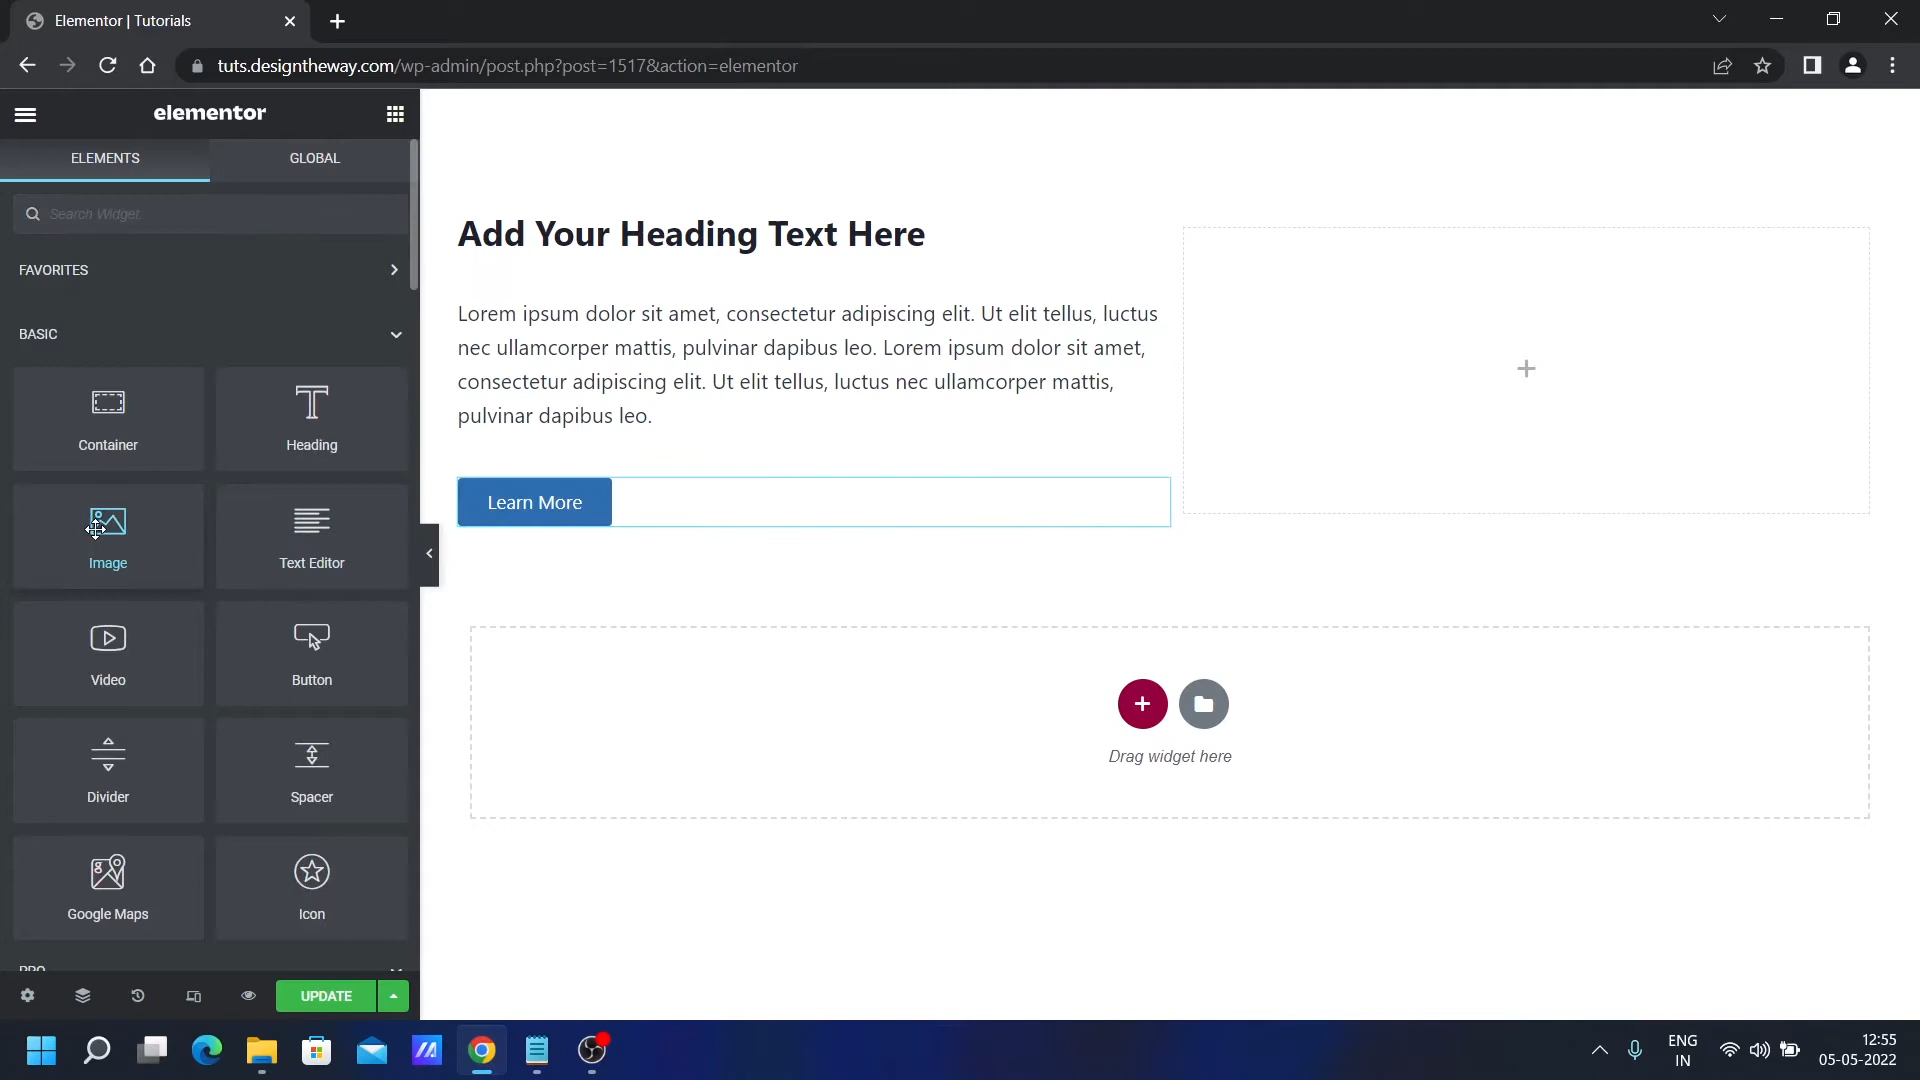 Elementor | Tutorials
tuts.designtheway.com/wp-admin/post.php?post=1517&action=elementor
elementor
ELEMENTS
GLOBAL
Search Widget.
FAVORITES
BASIC
Container
Heading
Image
Text Editor
Video
Button
Divider
Spacer
Google Maps
Icon
PRO
UPDATE
Add Your Heading Text Here
Lorem ipsum dolor sit amet, consectetur adipiscing elit. Ut elit tellus, luctus
nec ullamcorper mattis, pulvinar dapibus leo. Lorem ipsum dolor sit amet,
consectetur adipiscing elit. Ut elit tellus, luctus nec ullamcorper mattis,
pulvinar dapibus leo.
Learn More
Drag widget here
ENG
IN
12:55
05-05-2022